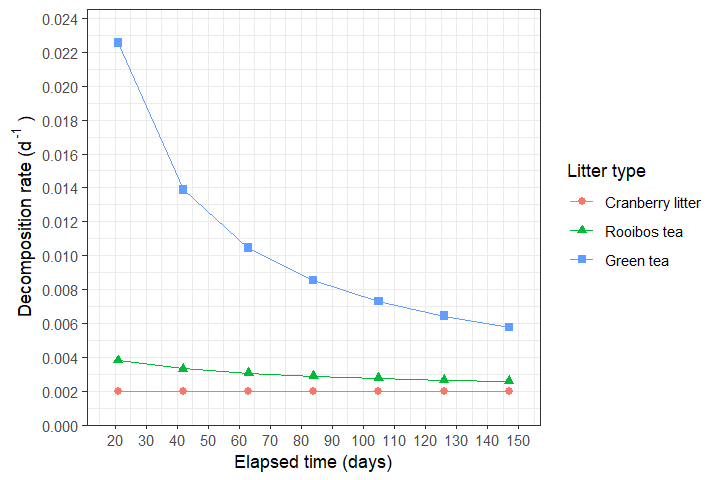 0.024
0.022
0.020
0.018
0.016
0.014
0.012
0.010
0.008
0.006
0.004
0.002
0.000
Decomposition rate (d⁻¹ )
20 30 40 50 60 70 80 90 100 110 120 130 140 150
Elapsed time (days)
Litter type
Cranberry litter
Rooibos tea
Green tea